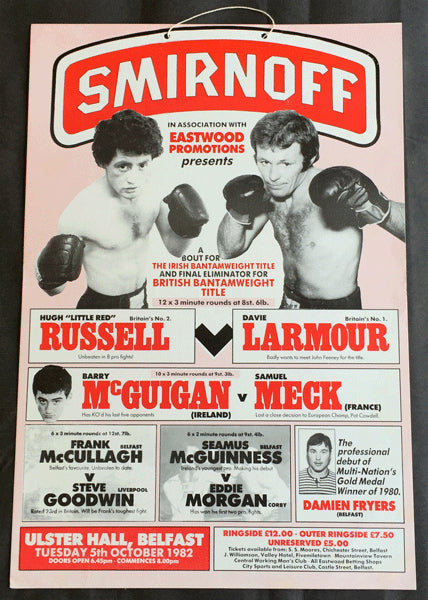 SMIRNOFF
IN ASSOCIATION WITH
EASTWOOD
PROMOTIONS
presents
A
BOUT FOR
THE IRISH BANTAMWEIGHT TITLE
AND FINAL ELIMINATOR FOR
BRITISH BANTAMWEIGHT
TITLE
12 x 3 minute rounds at 8st. 6lb.
HUGH "LITTLE RED" Britain's No. 2.
RUSSELL
Unbeaten in 8 pro fights!
V
DAVIE Britain's No. 1.
LARMOUR
Badly wants to meet John Feeney for the title.
BARRY 10 x 3 minute rounds at 9st. 3lb. SAMUEL
McGUIGAN v MECK
Has KO'd his last five opponents (IRELAND) Lost a close decision to European Champ, Pat Cowdell. (FRANCE)
6 x 3 minute rounds at 12st. 7lb.
FRANK BELFAST
McCULLAGH
Belfast's favourite. Unbeaten to date.
V
STEVE LIVERPOOL
GOODWIN
Rated 23rd in Britain. Will be Frank's toughest fight.
6 x 2 minute rounds at 9st. 4lb.
SEAMUS BELFAST
McGUINNESS
Ireland's youngest pro. Making his debut
V
EDDIE
MORGAN CORBY
Has won his first two pro fights.
The
professional
debut of
Multi-Nation's
Gold Medal
Winner of 1980.
DAMIEN FRYERS
(BELFAST)
ULSTER HALL, BELFAST
TUESDAY 5th OCTOBER 1982
DOORS OPEN 6.45pm · COMMENCES 8.00pm
RINGSIDE £12.00 · OUTER RINGSIDE £7.50
UNRESERVED £5.00
Tickets available from: S. S. Moores, Chichester Street, Belfast
J. Williamson, Valley Hotel, Fivemiletown · Mountainview Tavern
Central Working Men's Club · All Eastwood Betting Shops
City Sports and Leisure Club, Castle Street, Belfast.